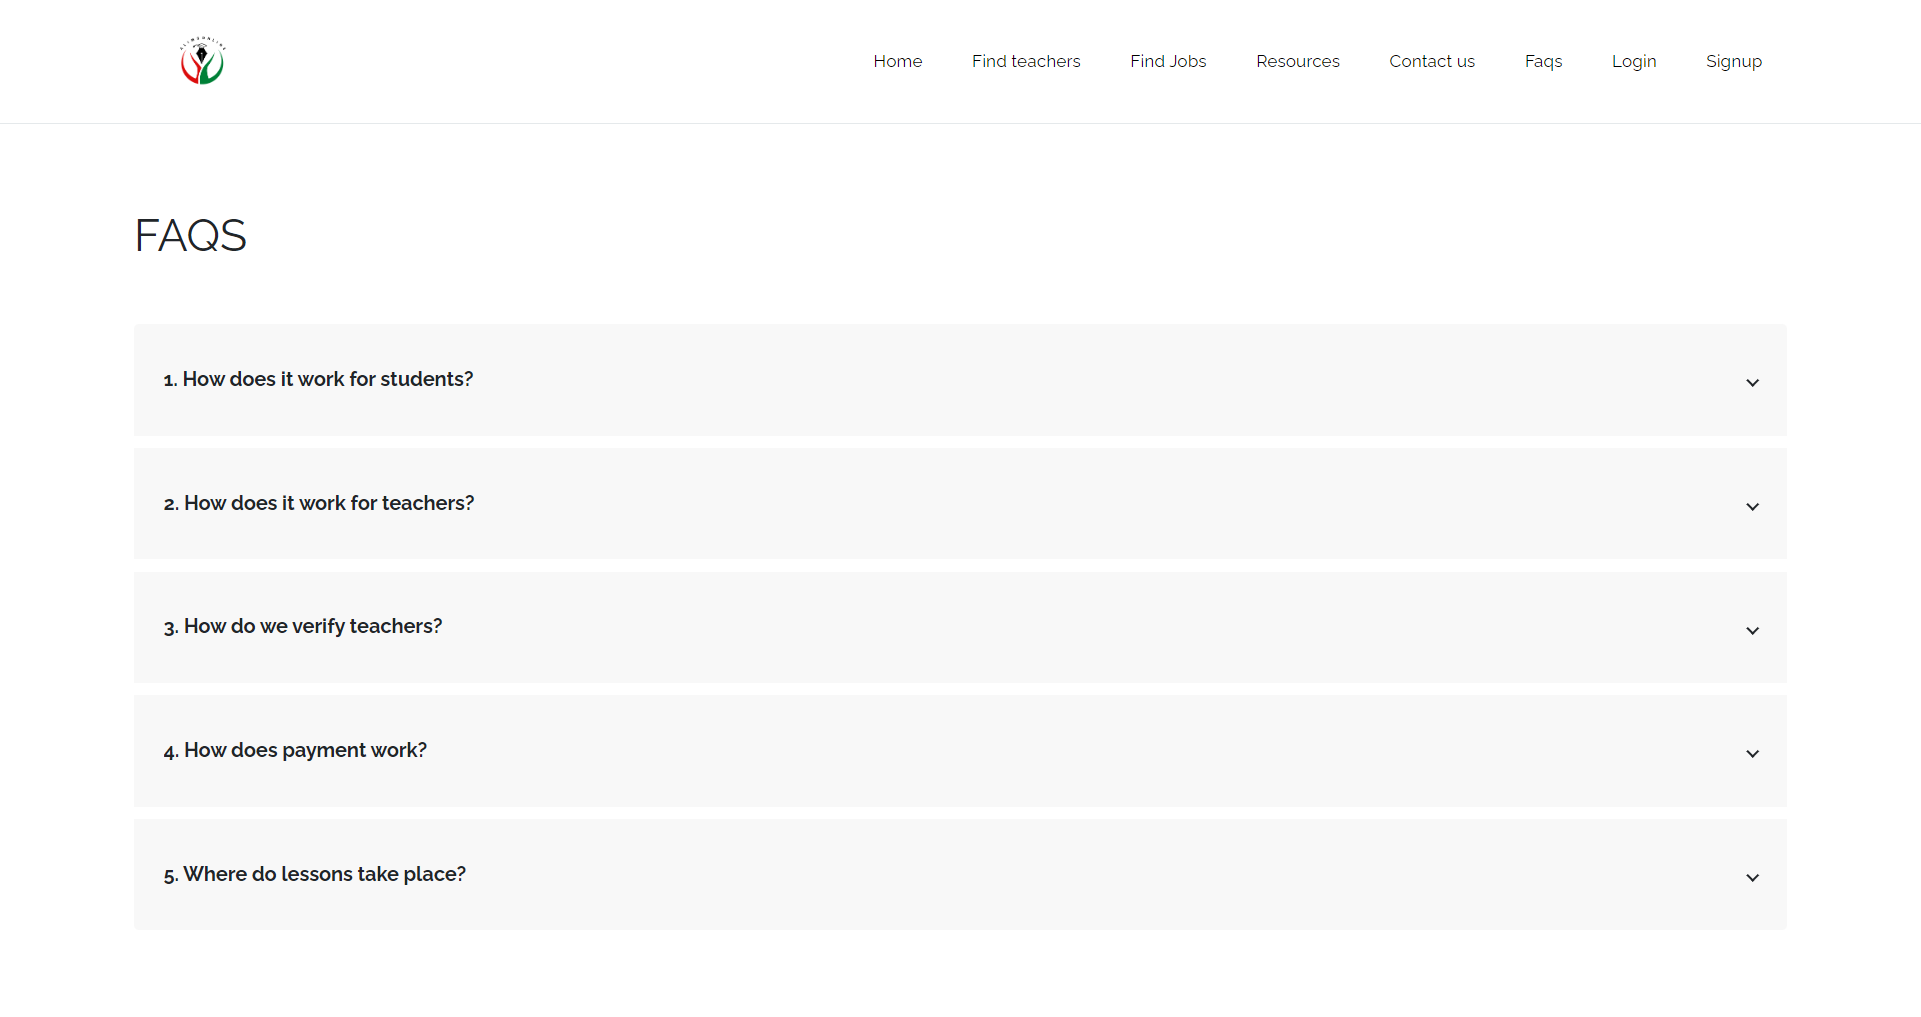 Home Find teachers Find Jobs Resources Contact us Faqs Login Signup
FAQS
1. How does it work for students?
2. How does it work for teachers?
3. How do we verify teachers?
4. How does payment work?
5. Where do lessons take place?